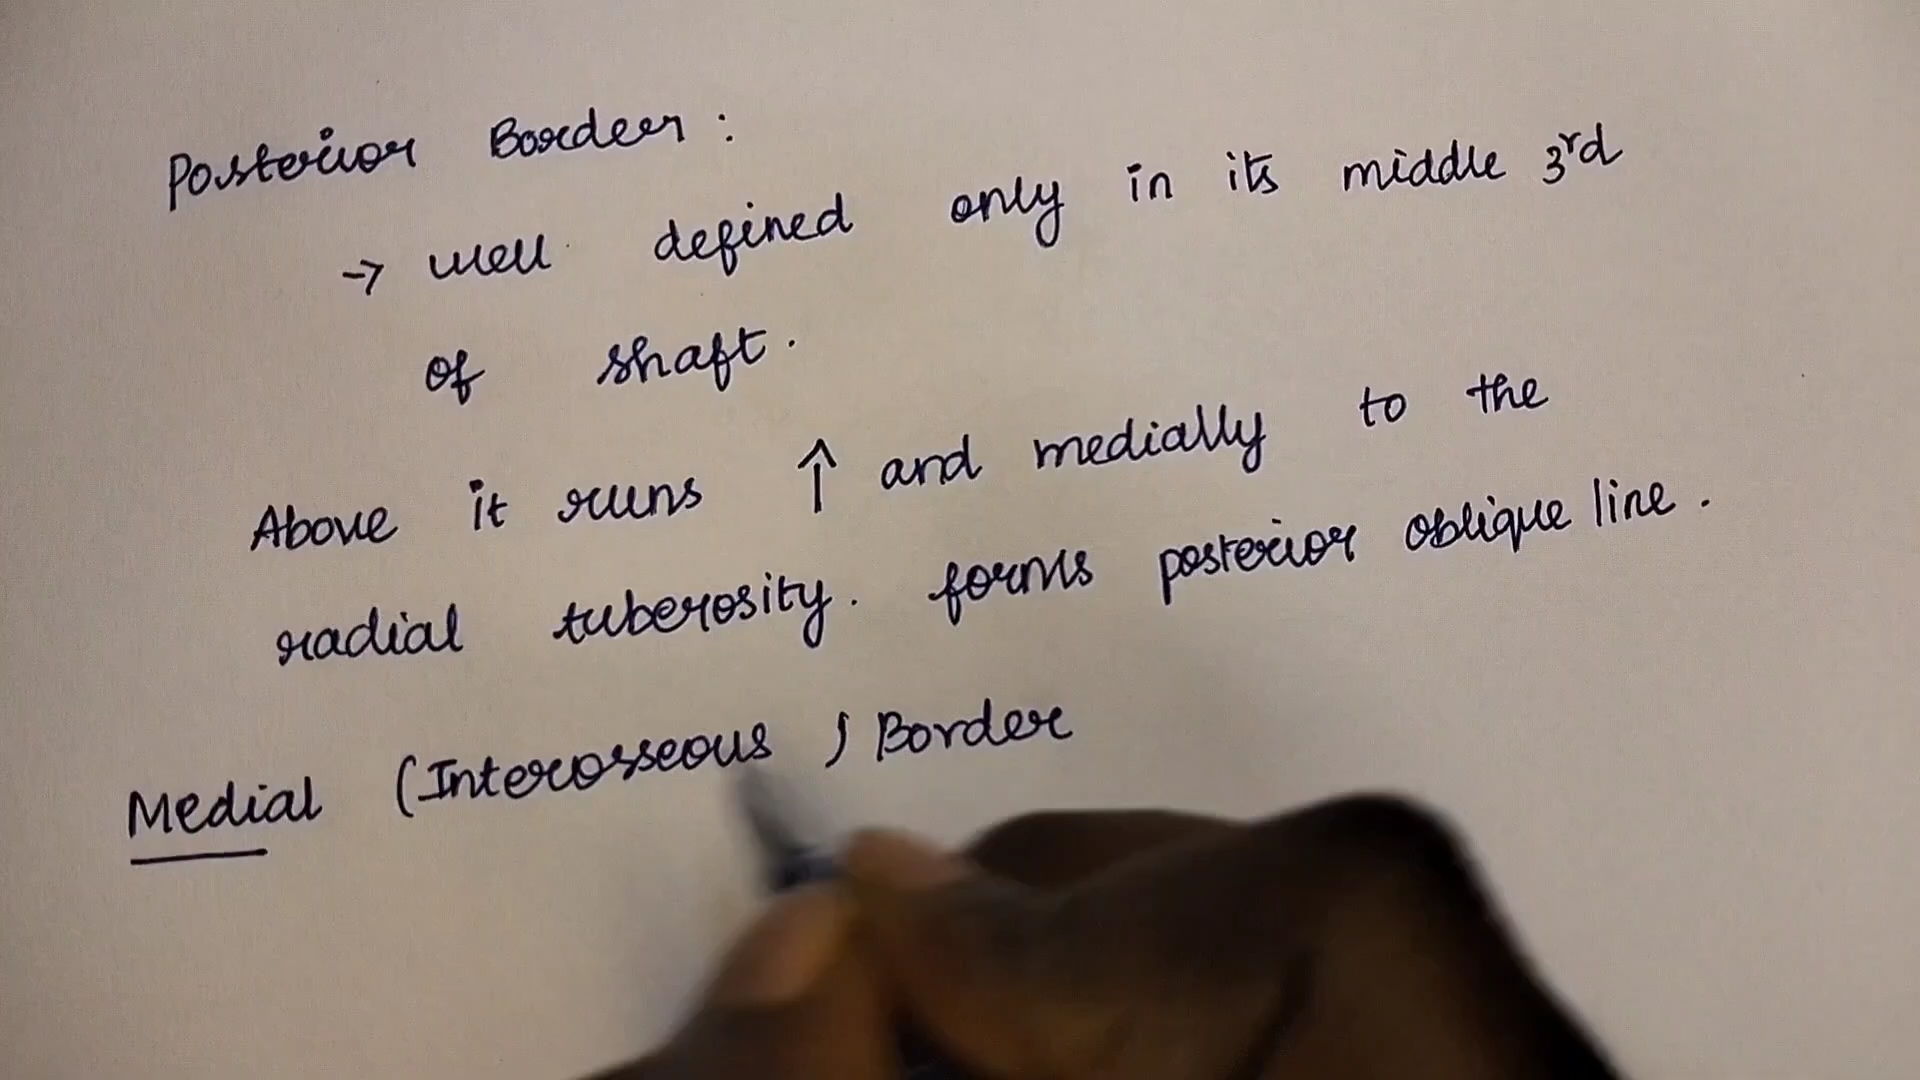 Posterior Border :
→ well defined only in its middle 3rd
of shaft.
Above it runs ↑ and medially to the
radial tuberosity. forms posterior oblique line.
Medial (Interosseous) Border